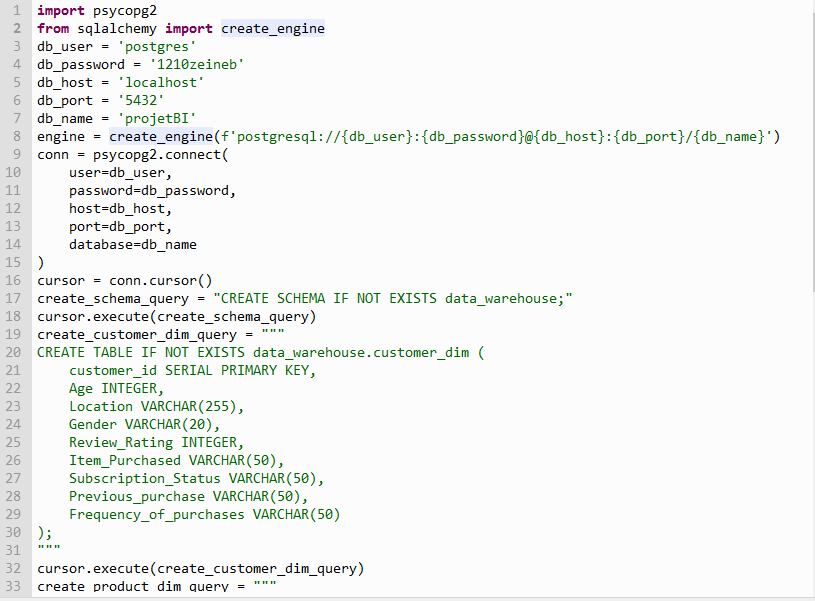 1 import psycopg2
2 from sqlalchemy import create_engine
3 db_user = 'postgres'
4 db_password = '1210zeineb'
5 db_host = 'localhost'
6 db_port = '5432'
7 db_name = 'projetBI'
8 engine = create_engine(f'postgresql://{db_user}:{db_password}@{db_host}:{db_port}/{db_name}')
9 conn = psycopg2.connect(
10     user=db_user,
11     password=db_password,
12     host=db_host,
13     port=db_port,
14     database=db_name
15 )
16 cursor = conn.cursor()
17 create_schema_query = "CREATE SCHEMA IF NOT EXISTS data_warehouse;"
18 cursor.execute(create_schema_query)
19 create_customer_dim_query = """
20 CREATE TABLE IF NOT EXISTS data_warehouse.customer_dim (
21     customer_id SERIAL PRIMARY KEY,
22     Age INTEGER,
23     Location VARCHAR(255),
24     Gender VARCHAR(20),
25     Review_Rating INTEGER,
26     Item_Purchased VARCHAR(50),
27     Subscription_Status VARCHAR(50),
28     Previous_purchase VARCHAR(50),
29     Frequency_of_purchases VARCHAR(50)
30 );
31 """
32 cursor.execute(create_customer_dim_query)
33 create_product_dim_query = """